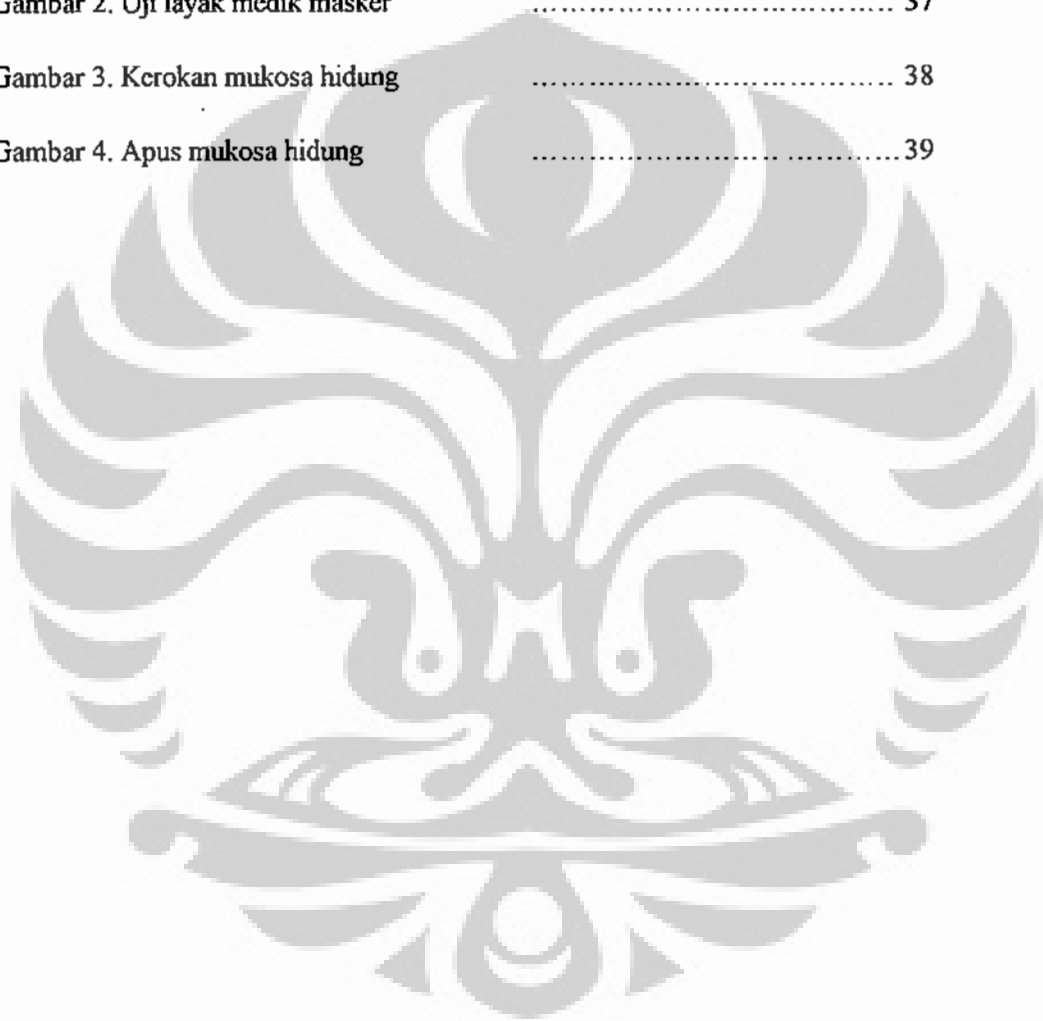 Gambar 2. Uji layak medik masker ........................................ 37
Gambar 3. Kerokan mukosa hidung ........................................ 38
Gambar 4. Apus mukosa hidung ........................... ............ 39